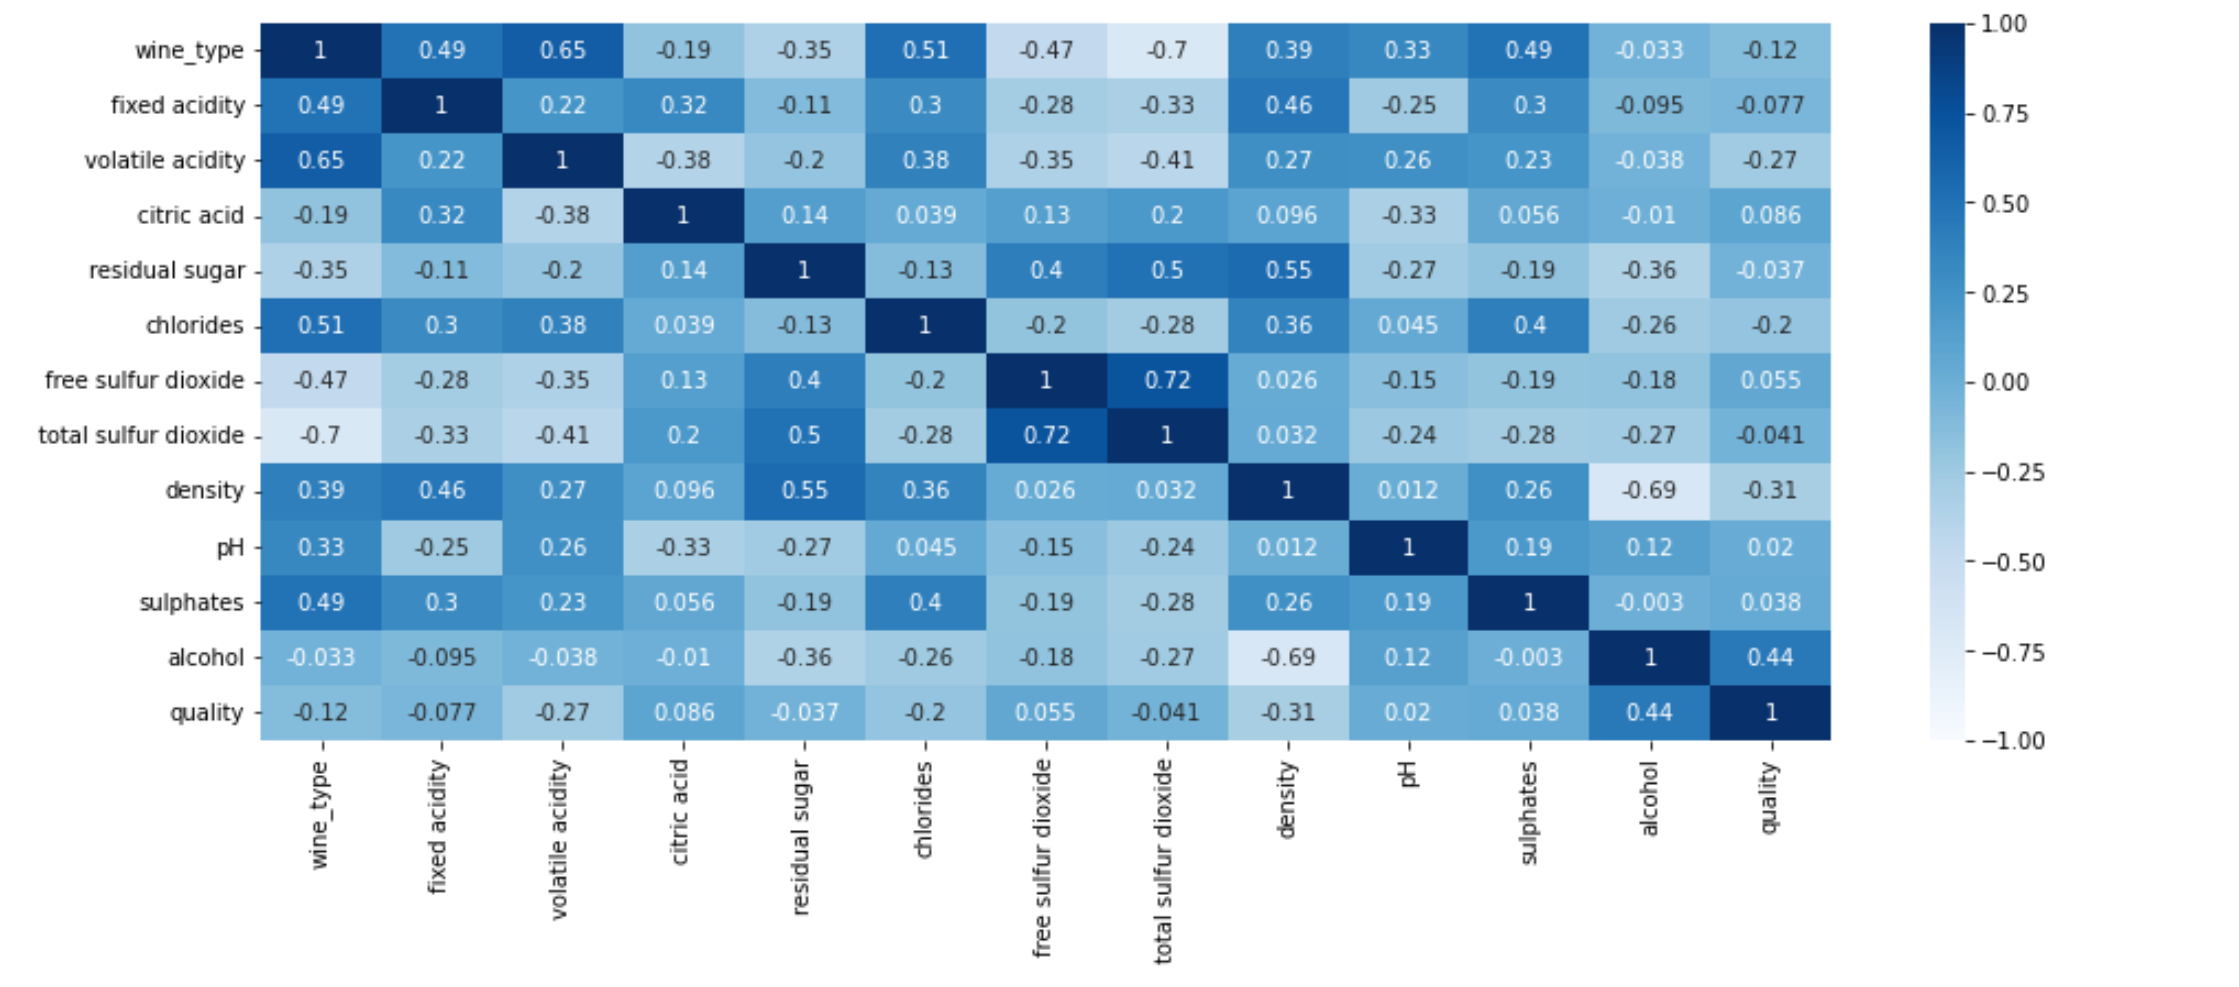 wine_type 1 0.49 0.65 -0.19 -0.35 0.51 -0.47 -0.7 0.39 0.33 0.49 -0.033 -0.12
fixed acidity 0.49 1 0.22 0.32 -0.11 0.3 -0.28 -0.33 0.46 -0.25 0.3 -0.095 -0.077
volatile acidity 0.65 0.22 1 -0.38 -0.2 0.38 -0.35 -0.41 0.27 0.26 0.23 -0.038 -0.27
citric acid -0.19 0.32 -0.38 1 0.14 0.039 0.13 0.2 0.096 -0.33 0.056 -0.01 0.086
residual sugar -0.35 -0.11 -0.2 0.14 1 -0.13 0.4 0.5 0.55 -0.27 -0.19 -0.36 -0.037
chlorides 0.51 0.3 0.38 0.039 -0.13 1 -0.2 -0.28 0.36 0.045 0.4 -0.26 -0.2
free sulfur dioxide -0.47 -0.28 -0.35 0.13 0.4 -0.2 1 0.72 0.026 -0.15 -0.19 -0.18 0.055
total sulfur dioxide -0.7 -0.33 -0.41 0.2 0.5 -0.28 0.72 1 0.032 -0.24 -0.28 -0.27 -0.041
density 0.39 0.46 0.27 0.096 0.55 0.36 0.026 0.032 1 0.012 0.26 -0.69 -0.31
pH 0.33 -0.25 0.26 -0.33 -0.27 0.045 -0.15 -0.24 0.012 1 0.19 0.12 0.02
sulphates 0.49 0.3 0.23 0.056 -0.19 0.4 -0.19 -0.28 0.26 0.19 1 -0.003 0.038
alcohol -0.033 -0.095 -0.038 -0.01 -0.36 -0.26 -0.18 -0.27 -0.69 0.12 -0.003 1 0.44
quality -0.12 -0.077 -0.27 0.086 -0.037 -0.2 0.055 -0.041 -0.31 0.02 0.038 0.44 1
wine_type
fixed acidity
volatile acidity
citric acid
residual sugar
chlorides
free sulfur dioxide
total sulfur dioxide
density
pH
sulphates
alcohol
quality
1.00
0.75
0.50
0.25
0.00
−0.25
−0.50
−0.75
−1.00